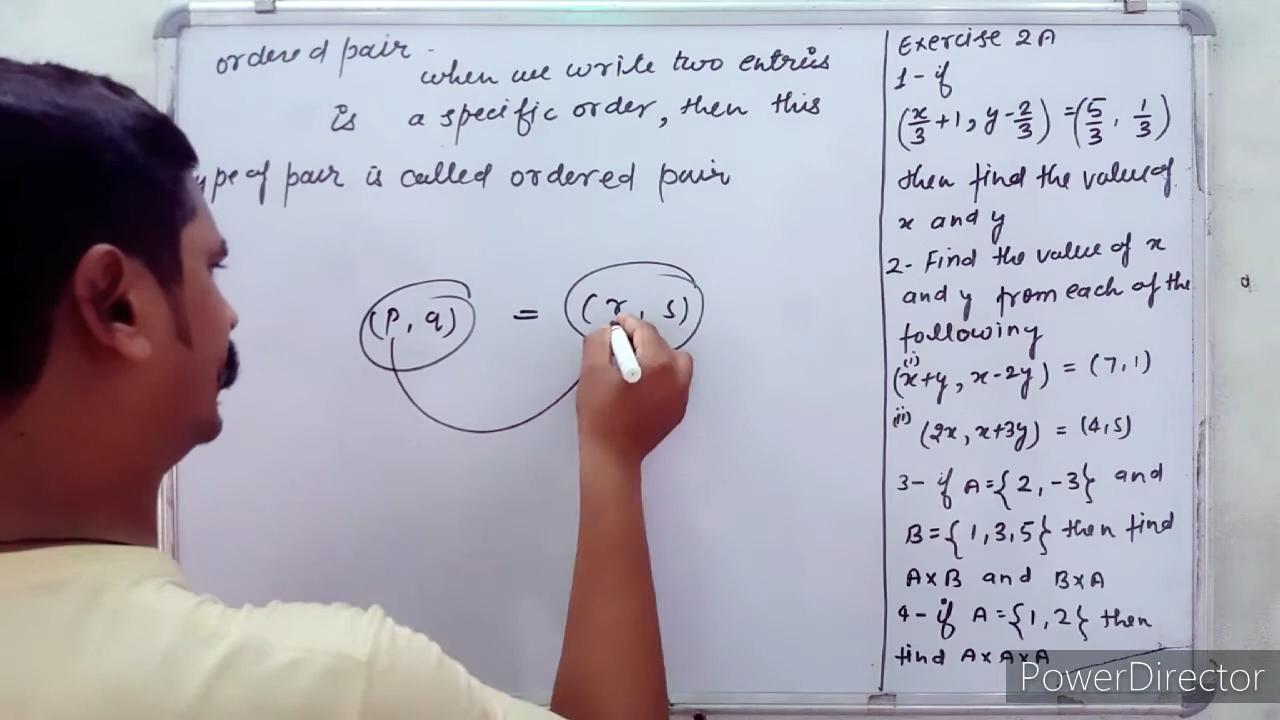 ordered pair -
when we write two entries
is a specific order, then this
ype of pair is called ordered pair
(p, q) = (r, s)
Exercise 2A
1- if
(x/3 +1, y-2/3) = (5/3, 1/3)
then find the value of
x and y
2- Find the value of x
and y from each of the
following
(i) (x+y, x-2y) = (7,1)
(ii) (2x, x+3y) = (4,5)
3- if A={2,-3} and
B={1,3,5} then find
A×B and B×A
4- if A={1,2} then
find A×A×A
PowerDirector